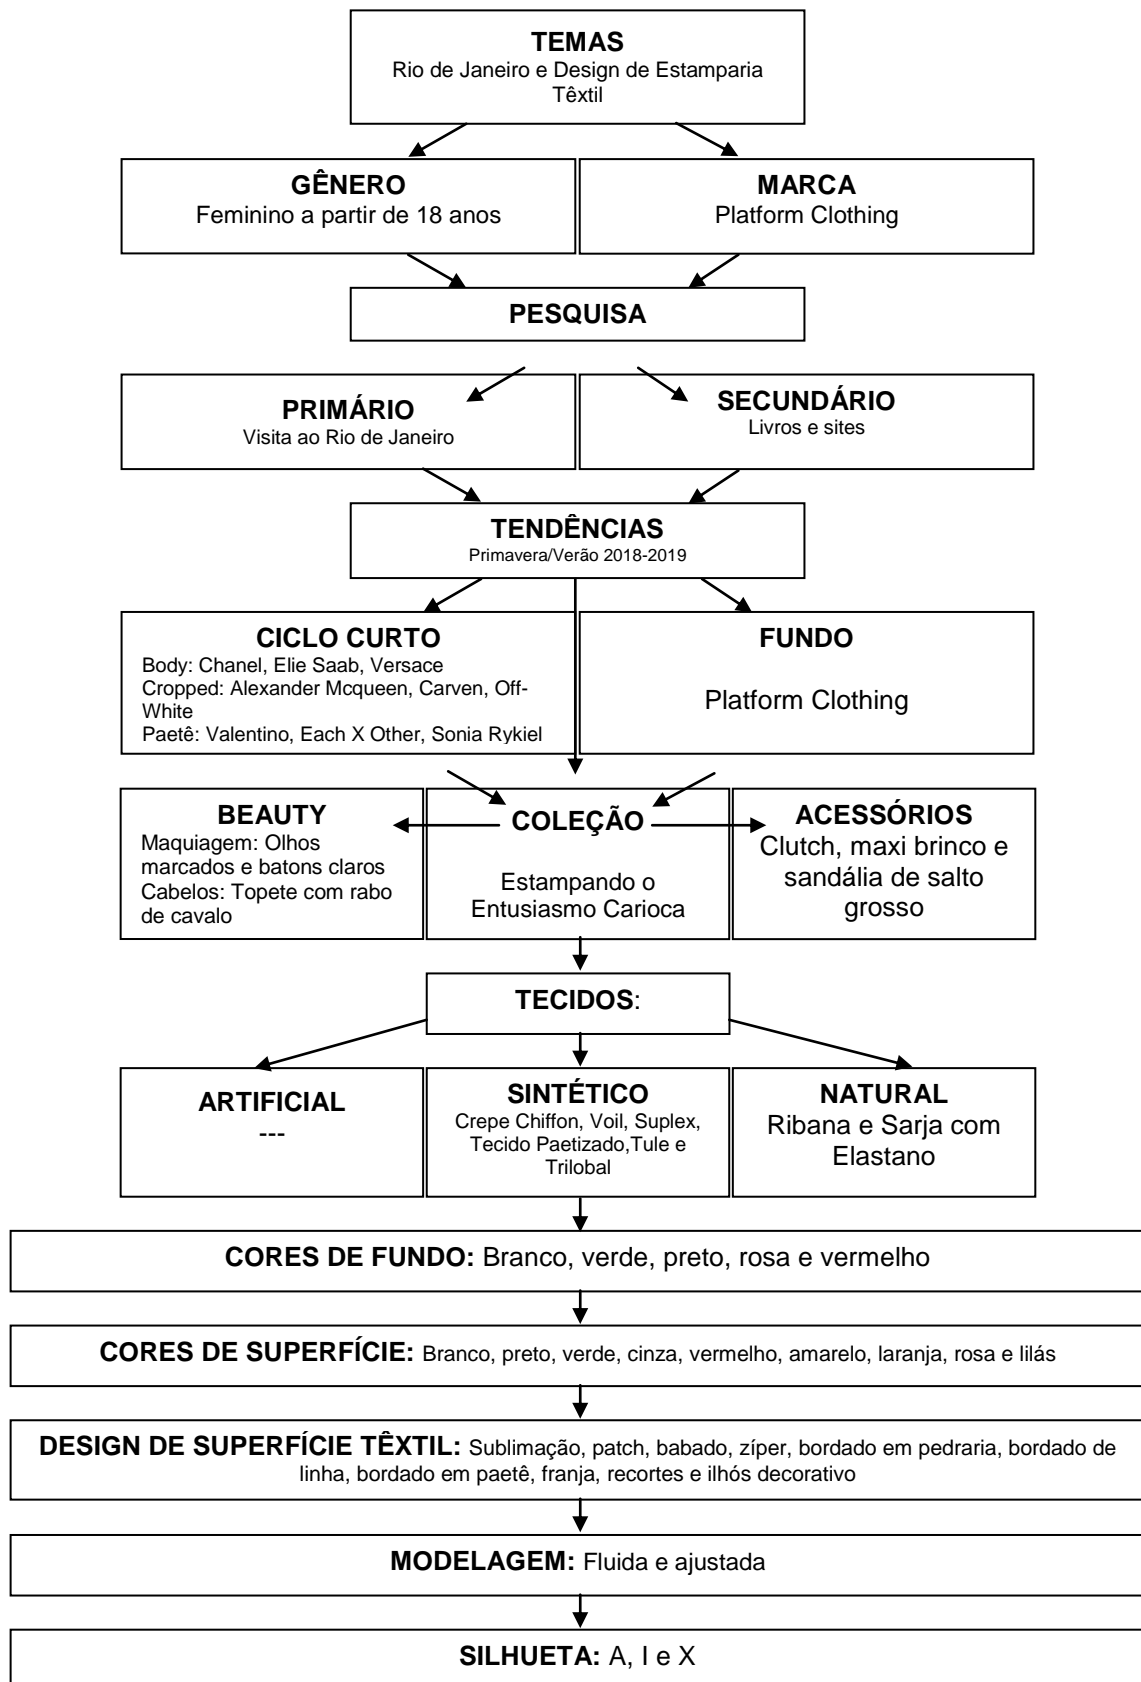 TEMAS
Rio de Janeiro e Design de Estamparia
Têxtil
GÊNERO
Feminino a partir de 18 anos
MARCA
Platform Clothing
PESQUISA
PRIMÁRIO
Visita ao Rio de Janeiro
SECUNDÁRIO
Livros e sites
TENDÊNCIAS
Primavera/Verão 2018-2019
CICLO CURTO
Body: Chanel, Elie Saab, Versace
Cropped: Alexander Mcqueen, Carven, Off-
White
Paetê: Valentino, Each X Other, Sonia Rykiel
FUNDO
Platform Clothing
BEAUTY
Maquiagem: Olhos
marcados e batons claros
Cabelos: Topete com rabo
de cavalo
COLEÇÃO
Estampando o
Entusiasmo Carioca
ACESSÓRIOS
Clutch, maxi brinco e
sandália de salto
grosso
TECIDOS:
ARTIFICIAL
---
SINTÉTICO
Crepe Chiffon, Voil, Suplex,
Tecido Paetizado,Tule e
Trilobal
NATURAL
Ribana e Sarja com
Elastano
CORES DE FUNDO: Branco, verde, preto, rosa e vermelho
CORES DE SUPERFÍCIE: Branco, preto, verde, cinza, vermelho, amarelo, laranja, rosa e lilás
DESIGN DE SUPERFÍCIE TÊXTIL: Sublimação, patch, babado, zíper, bordado em pedraria, bordado de
linha, bordado em paetê, franja, recortes e ilhós decorativo
MODELAGEM: Fluida e ajustada
SILHUETA: A, I e X